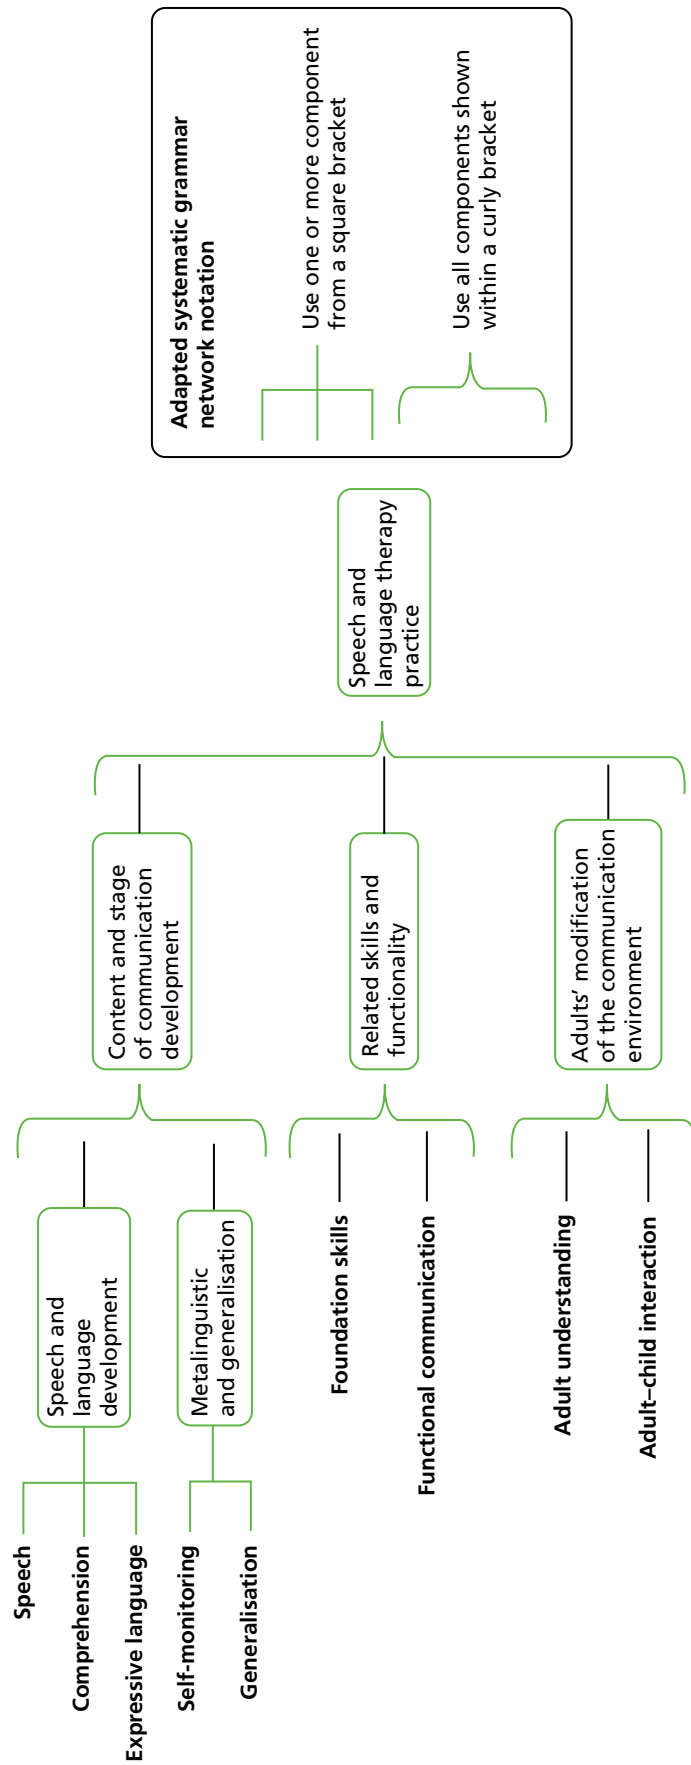 Speech
Comprehension
Expressive language
Self-monitoring
Generalisation
Speech and
language
development
Metalinguistic
and generalisation
Foundation skills
Functional communication
Adult understanding
Adult–child interaction
Content and stage
of communication
development
Related skills and
functionality
Adults’ modification
of the communication
environment
Speech and
language therapy
practice
Adapted systematic grammar
network notation
Use one or more component
from a square bracket
Use all components shown
within a curly bracket